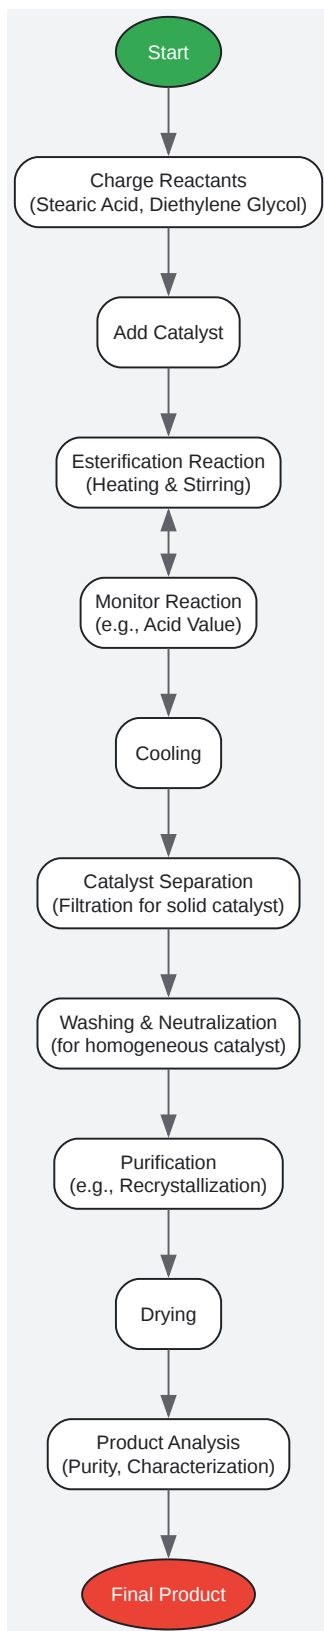 Start
Charge Reactants
(Stearic Acid, Diethylene Glycol)
Add Catalyst
Esterification Reaction
(Heating & Stirring)
Monitor Reaction
(e.g., Acid Value)
Cooling
Catalyst Separation
(Filtration for solid catalyst)
Washing & Neutralization
(for homogeneous catalyst)
Purification
(e.g., Recrystallization)
Drying
Product Analysis
(Purity, Characterization)
Final Product